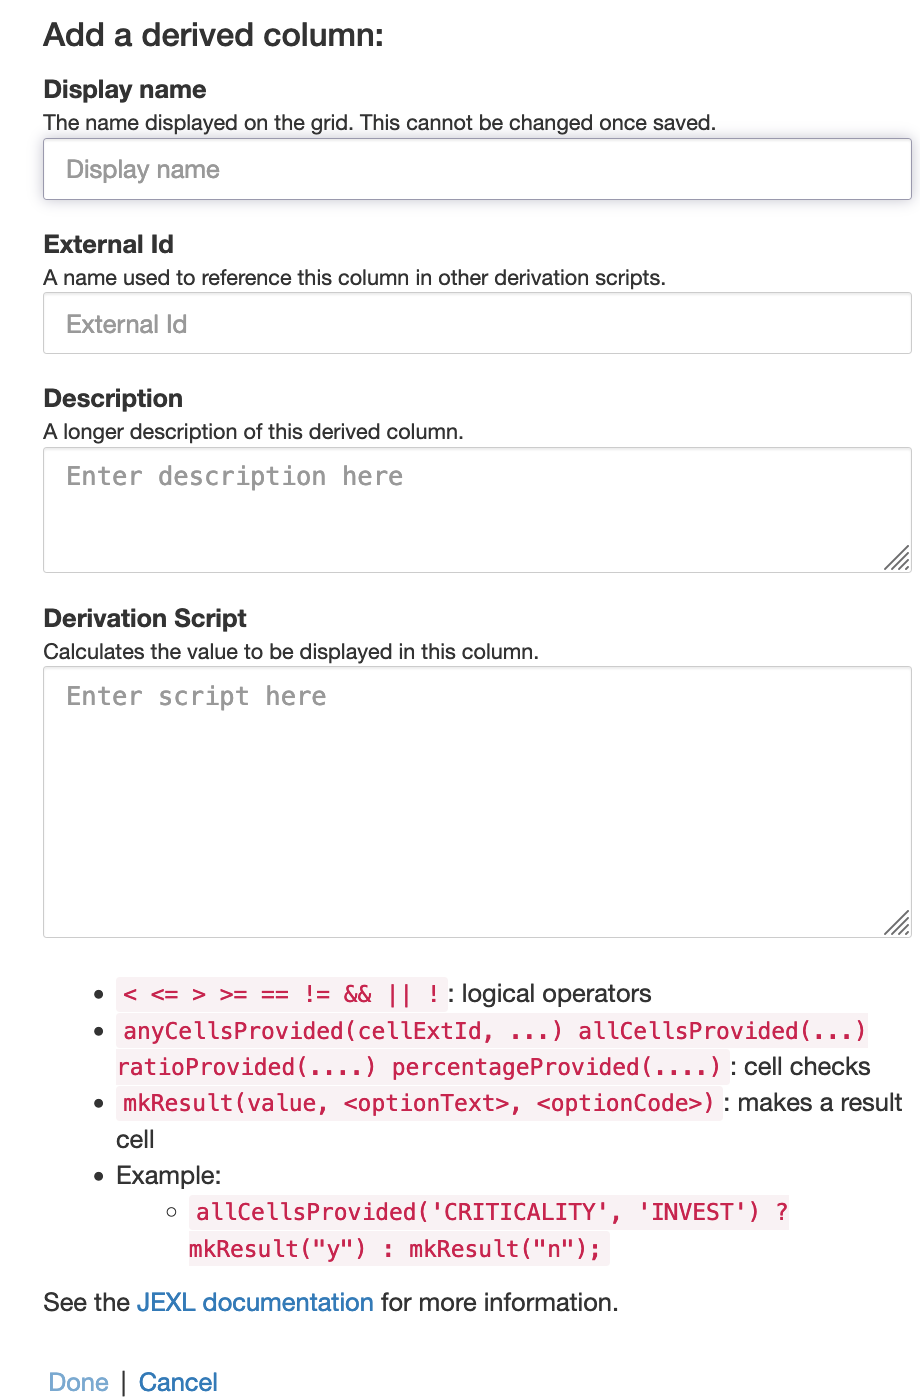 Add a derived column:
Display name
The name displayed on the grid. This cannot be changed once saved.
Display name
External Id
A name used to reference this column in other derivation scripts.
External Id
Description
A longer description of this derived column.
Enter description here
Derivation Script
Calculates the value to be displayed in this column.
Enter script here
• < <= > >= == != && || ! : logical operators
• anyCellsProvided(cellExtId, ...) allCellsProvided(...)
ratioProvided(....) percentageProvided(....) : cell checks
• mkResult(value, <optionText>, <optionCode>) : makes a result
cell
• Example:
○ allCellsProvided('CRITICALITY', 'INVEST') ?
mkResult("y") : mkResult("n");
See the JEXL documentation for more information.
Done | Cancel